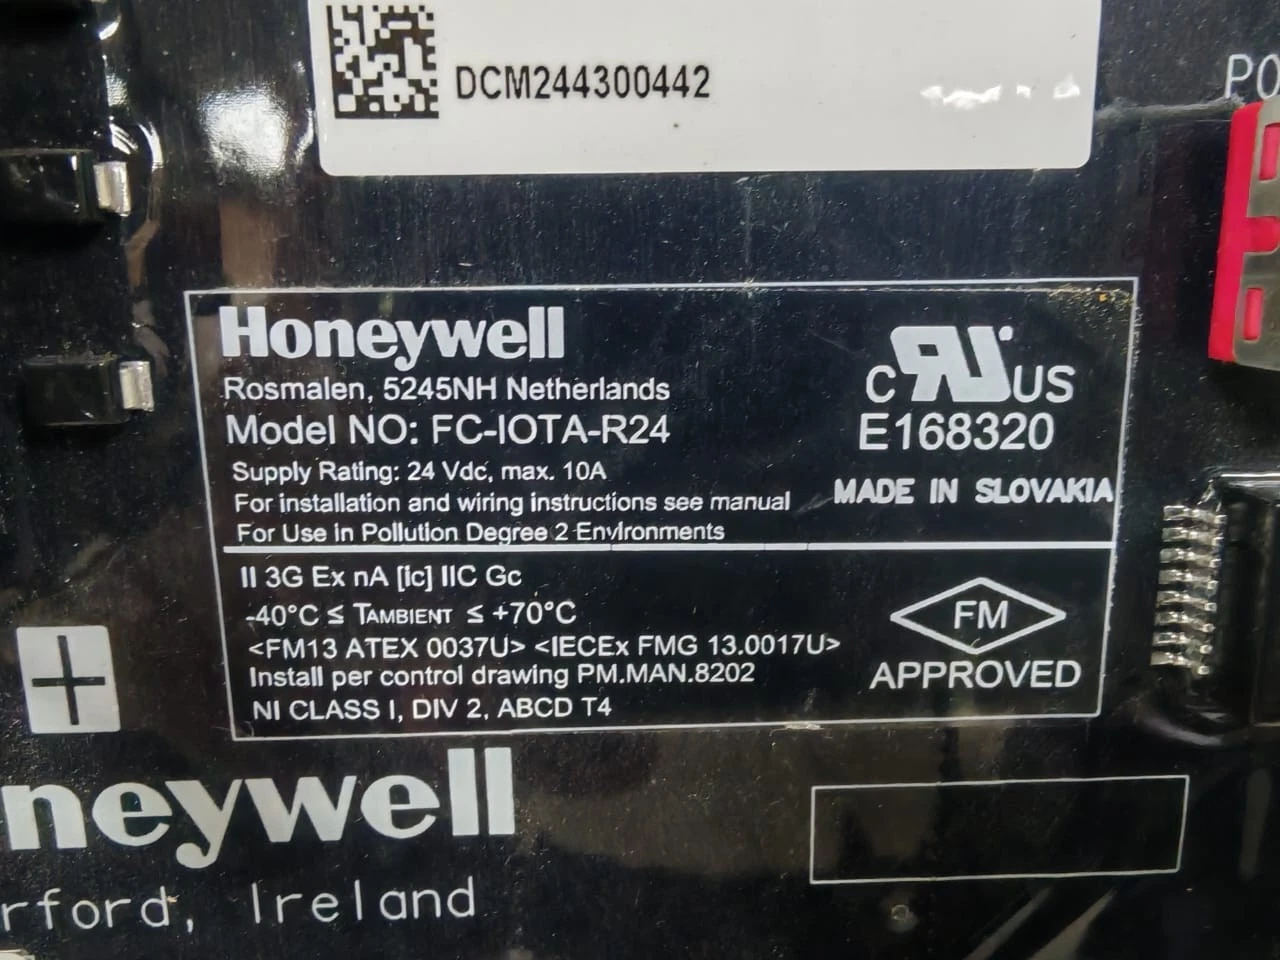 DCM244300442
PO
Honeywell
Rosmalen, 5245NH Netherlands
Model NO: FC-IOTA-R24
Supply Rating: 24 Vdc, max. 10A
For installation and wiring instructions see manual
For Use in Pollution Degree 2 Environments
C RU US
E168320
MADE IN SLOVAKIA
II 3G Ex nA [ic] IIC Gc
-40°C ≤ TAMBIENT ≤ +70°C
<FM13 ATEX 0037U> <IECEx FMG 13.0017U>
Install per control drawing PM.MAN.8202
NI CLASS I, DIV 2, ABCD T4
FM
APPROVED
+
neywell
rford, Ireland